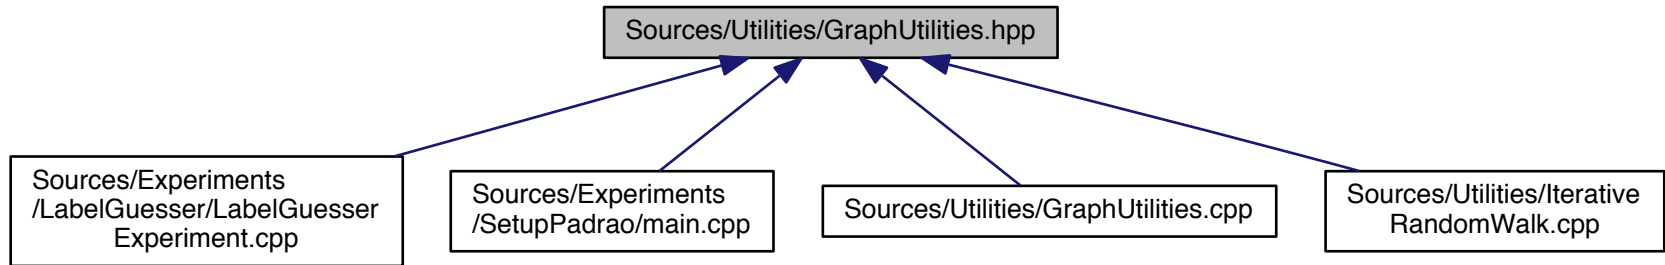 Sources/Utilities/GraphUtilities.hpp
Sources/Experiments
/LabelGuesser/LabelGuesser
Experiment.cpp
Sources/Experiments
/SetupPadrao/main.cpp
Sources/Utilities/GraphUtilities.cpp
Sources/Utilities/Iterative
RandomWalk.cpp